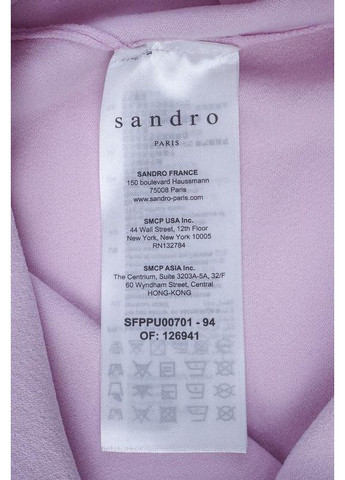 sandro
PARIS
SANDRO FRANCE
150 boulevard Haussmann
75008 Paris
www.sandro-paris.com
SMCP USA Inc.
44 Wall Street, 12th Floor
New York, New York 10005
RN132784
SMCP ASIA Inc.
The Centrium, Suite 3203A-5A, 32/F
60 Wyndham Street, Central
HONG-KONG
SFPPU00701 - 94
OF: 126941